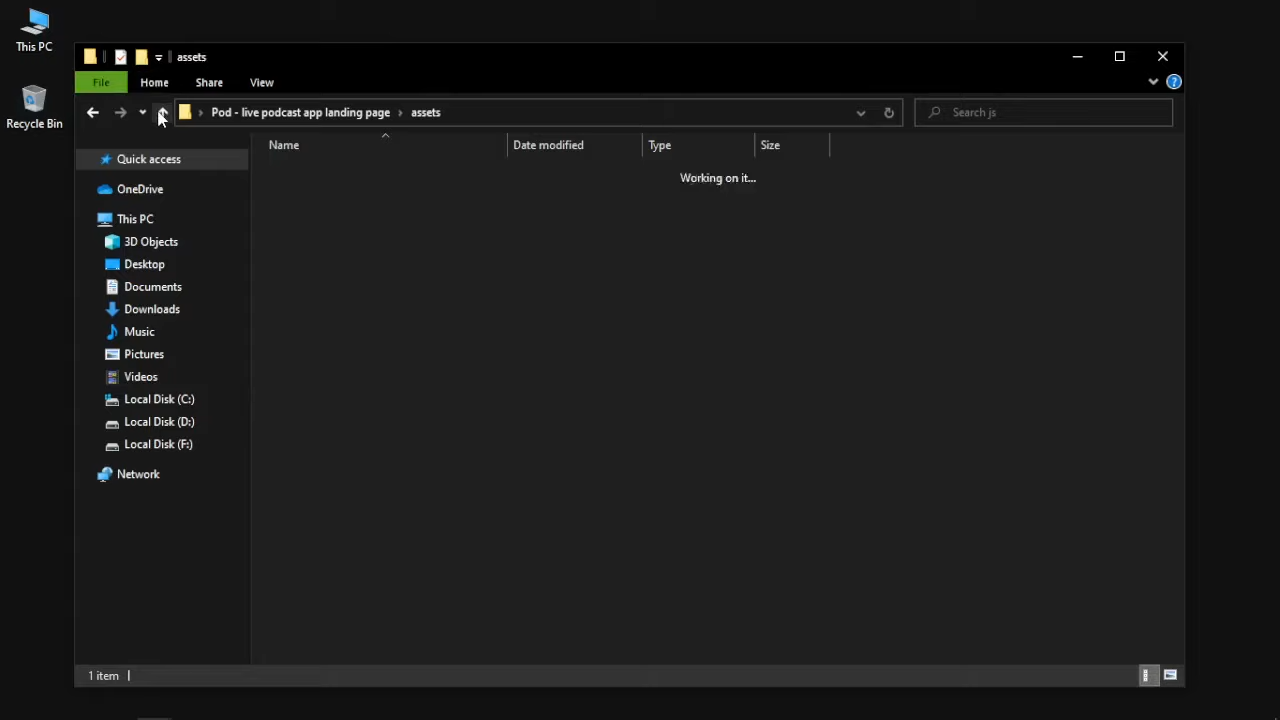 This PC
Recycle Bin
assets
File Home Share View
Pod - live podcast app landing page assets
Search js
Name Date modified Type Size
Working on it...
Quick access
OneDrive
This PC
3D Objects
Desktop
Documents
Downloads
Music
Pictures
Videos
Local Disk (C:)
Local Disk (D:)
Local Disk (F:)
Network
1 item